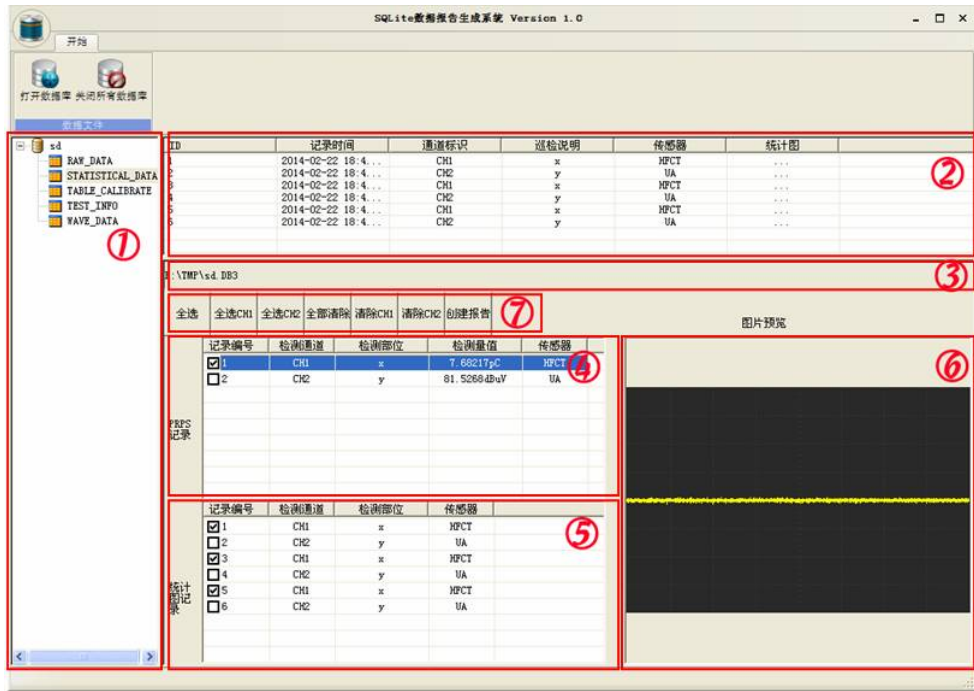 SQLite数据报告生成系统 Version 1.0
开始
打开数据库 关闭所有数据库
数据文件
sd
RAW_DATA
STATISTICAL_DATA
TABLE_CALIBRATE
TEST_INFO
WAVE_DATA
①
ID 记录时间 通道标识 巡检说明 传感器 统计图
1 2014-02-22 18:4... CH1 x HFCT ...
2 2014-02-22 18:4... CH2 y UA ...
3 2014-02-22 18:4... CH1 x HFCT ...
4 2014-02-22 18:4... CH2 y UA ...
5 2014-02-22 18:4... CH1 x HFCT ...
6 2014-02-22 18:4... CH2 y UA ...
②
:\TMP\sd.DB3
③
全选 全选CH1 全选CH2 全部清除 清除CH1 清除CH2 创建报告
⑦
图片预览
PRPS
记录
记录编号 检测通道 检测部位 检测量值 传感器
1 CH1 x 7.68217pC HFCT
2 CH2 y 81.5268dBuV UA
④
⑥
统计
图记
录
记录编号 检测通道 检测部位 传感器
1 CH1 x HFCT
2 CH2 y UA
3 CH1 x HFCT
4 CH2 y UA
5 CH1 x HFCT
6 CH2 y UA
⑤